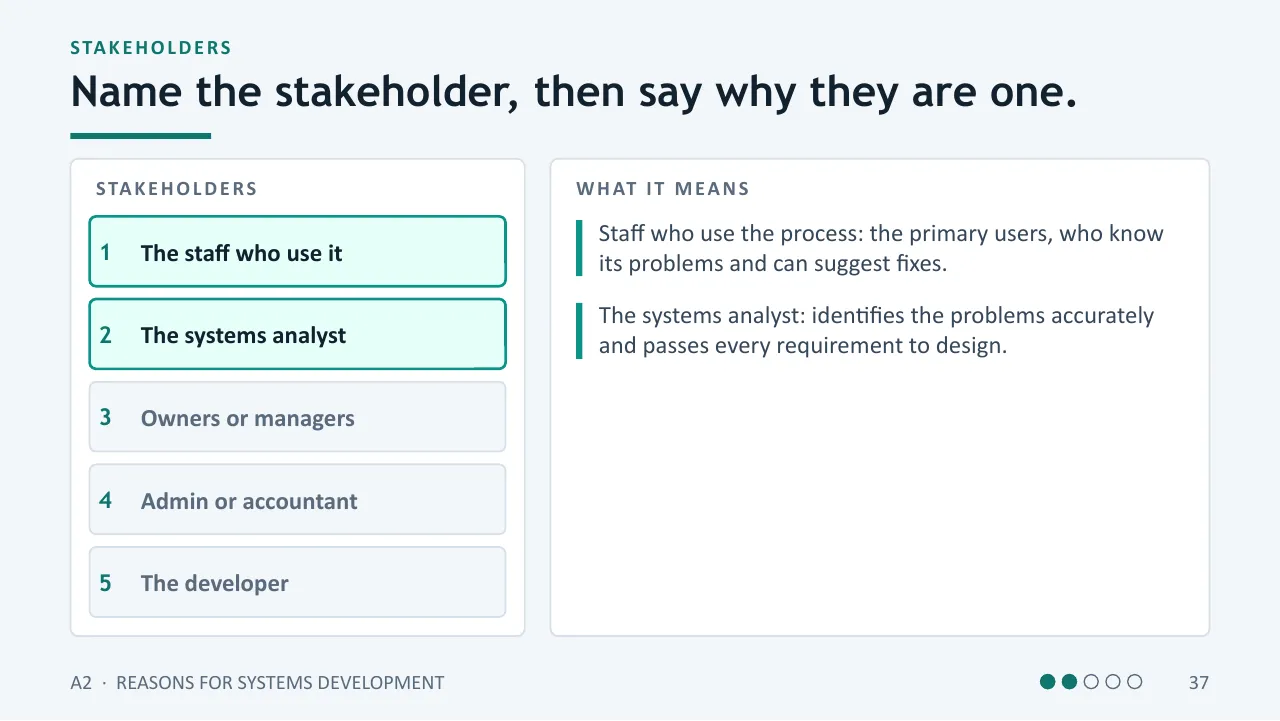 STAKEHOLDERS
Name the stakeholder, then say why they are one.
STAKEHOLDERS
1 The staff who use it
2 The systems analyst
3 Owners or managers
4 Admin or accountant
5 The developer
WHAT IT MEANS
Staff who use the process: the primary users, who know
its problems and can suggest fixes.
The systems analyst: identifies the problems accurately
and passes every requirement to design.
A2 · REASONS FOR SYSTEMS DEVELOPMENT
37